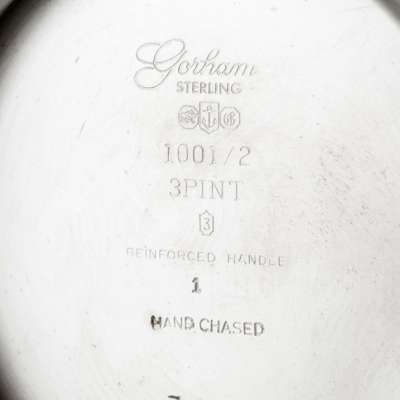 Gorham
STERLING
1001/2
3PINT
3
REINFORCED HANDLE
1
HAND CHASED